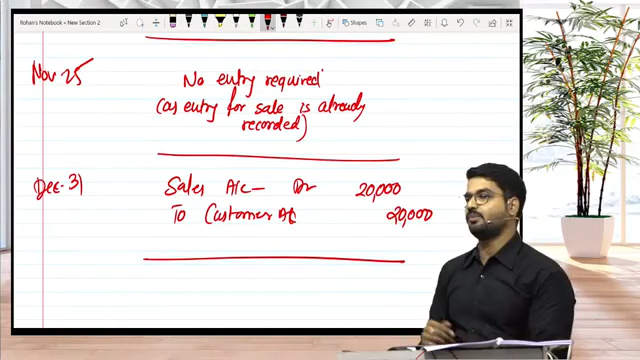 Rohan's Notebook • New Section 2
Shapes
Nov 25
No entry required
(as entry for sale is already
recorded)
Dec 31
Sales A/c — Dr 20,000
To Customer A/c 20,000